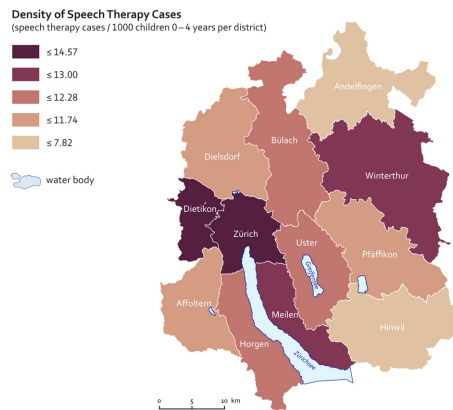 Density of Speech Therapy Cases
(speech therapy cases / 1000 children 0 – 4 years per district)
≤ 14.57
≤ 13.00
≤ 12.28
≤ 11.74
≤ 7.82
water body
Andelfingen
Bülach
Dielsdorf
Winterthur
Dietikon
Zürich
Uster
Pfäffikon
Greifensee
Affoltern
Meilen
Hinwil
Horgen
Zürichsee
0 5 10 km